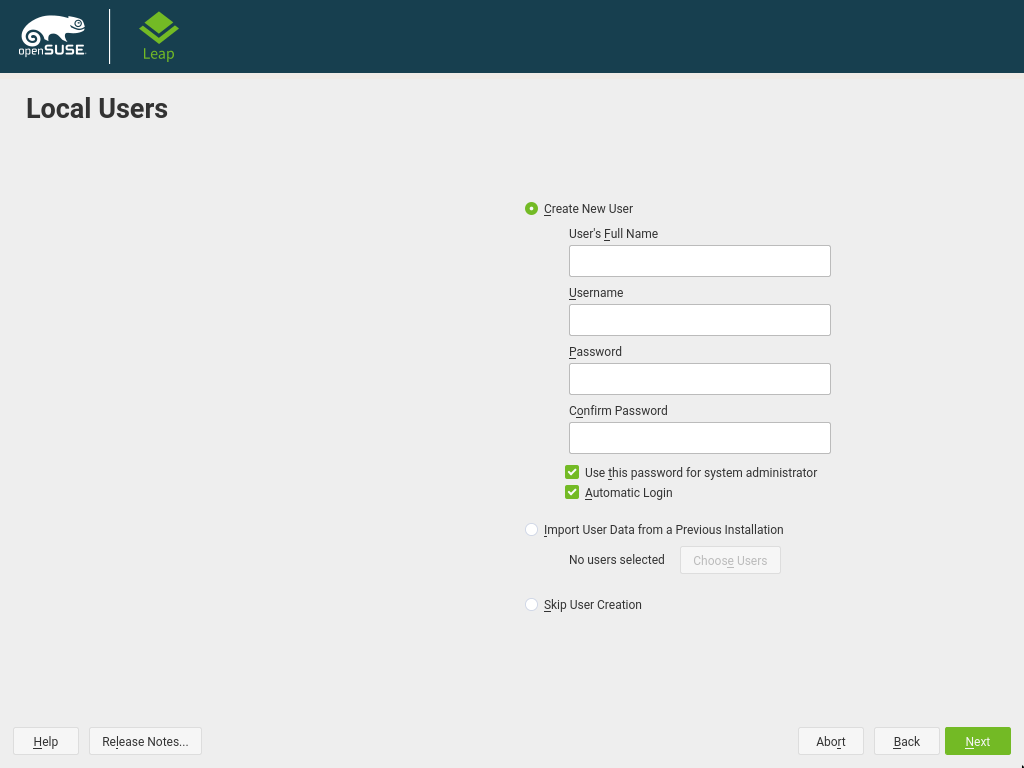 openSUSE
Leap
Local Users
Create New User
User's Full Name
Username
Password
Confirm Password
Use this password for system administrator
Automatic Login
Import User Data from a Previous Installation
No users selected Choose Users
Skip User Creation
Help Release Notes... Abort Back Next